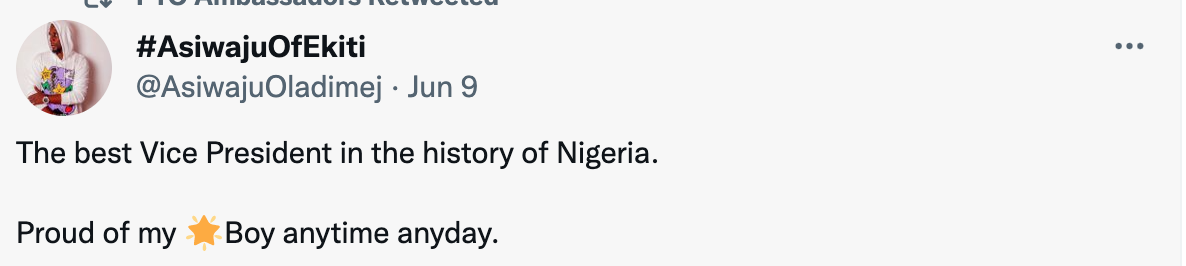 PYO Ambassadors Retweeted
#AsiwajuOfEkiti
@AsiwajuOladimej · Jun 9
The best Vice President in the history of Nigeria.
Proud of my 🌟Boy anytime anyday.